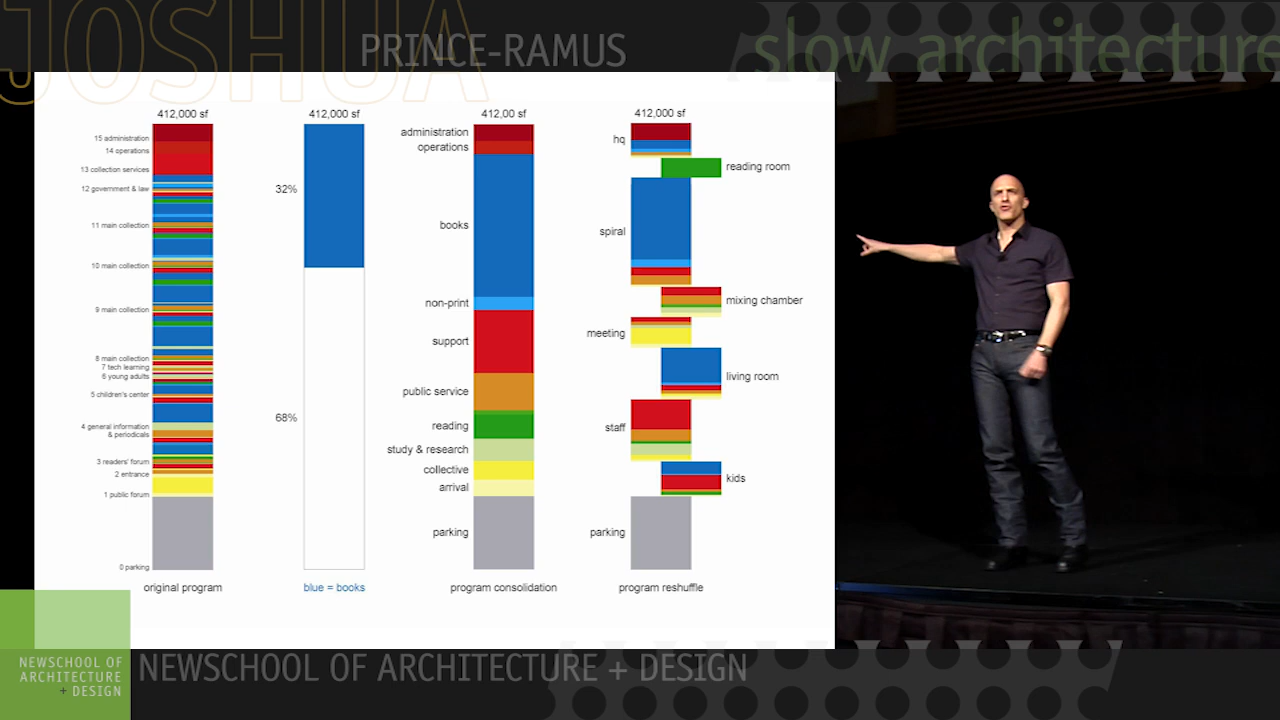 JOSHUA
PRINCE-RAMUS
slow architecture
412,000 sf
15 administration
14 operations
13 collection services
12 government & law
11 main collection
10 main collection
9 main collection
8 main collection
7 tech learning
6 young adults
5 children's center
4 general information
& periodicals
3 readers' forum
2 entrance
1 public forum
0 parking
original program
412,000 sf
32%
68%
blue = books
412,00 sf
administration
operations
books
non-print
support
public service
reading
study & research
collective
arrival
parking
program consolidation
412,000 sf
hq
reading room
spiral
mixing chamber
meeting
living room
staff
kids
parking
program reshuffle
NEWSCHOOL OF
ARCHITECTURE
+ DESIGN
NEWSCHOOL OF ARCHITECTURE + DESIGN